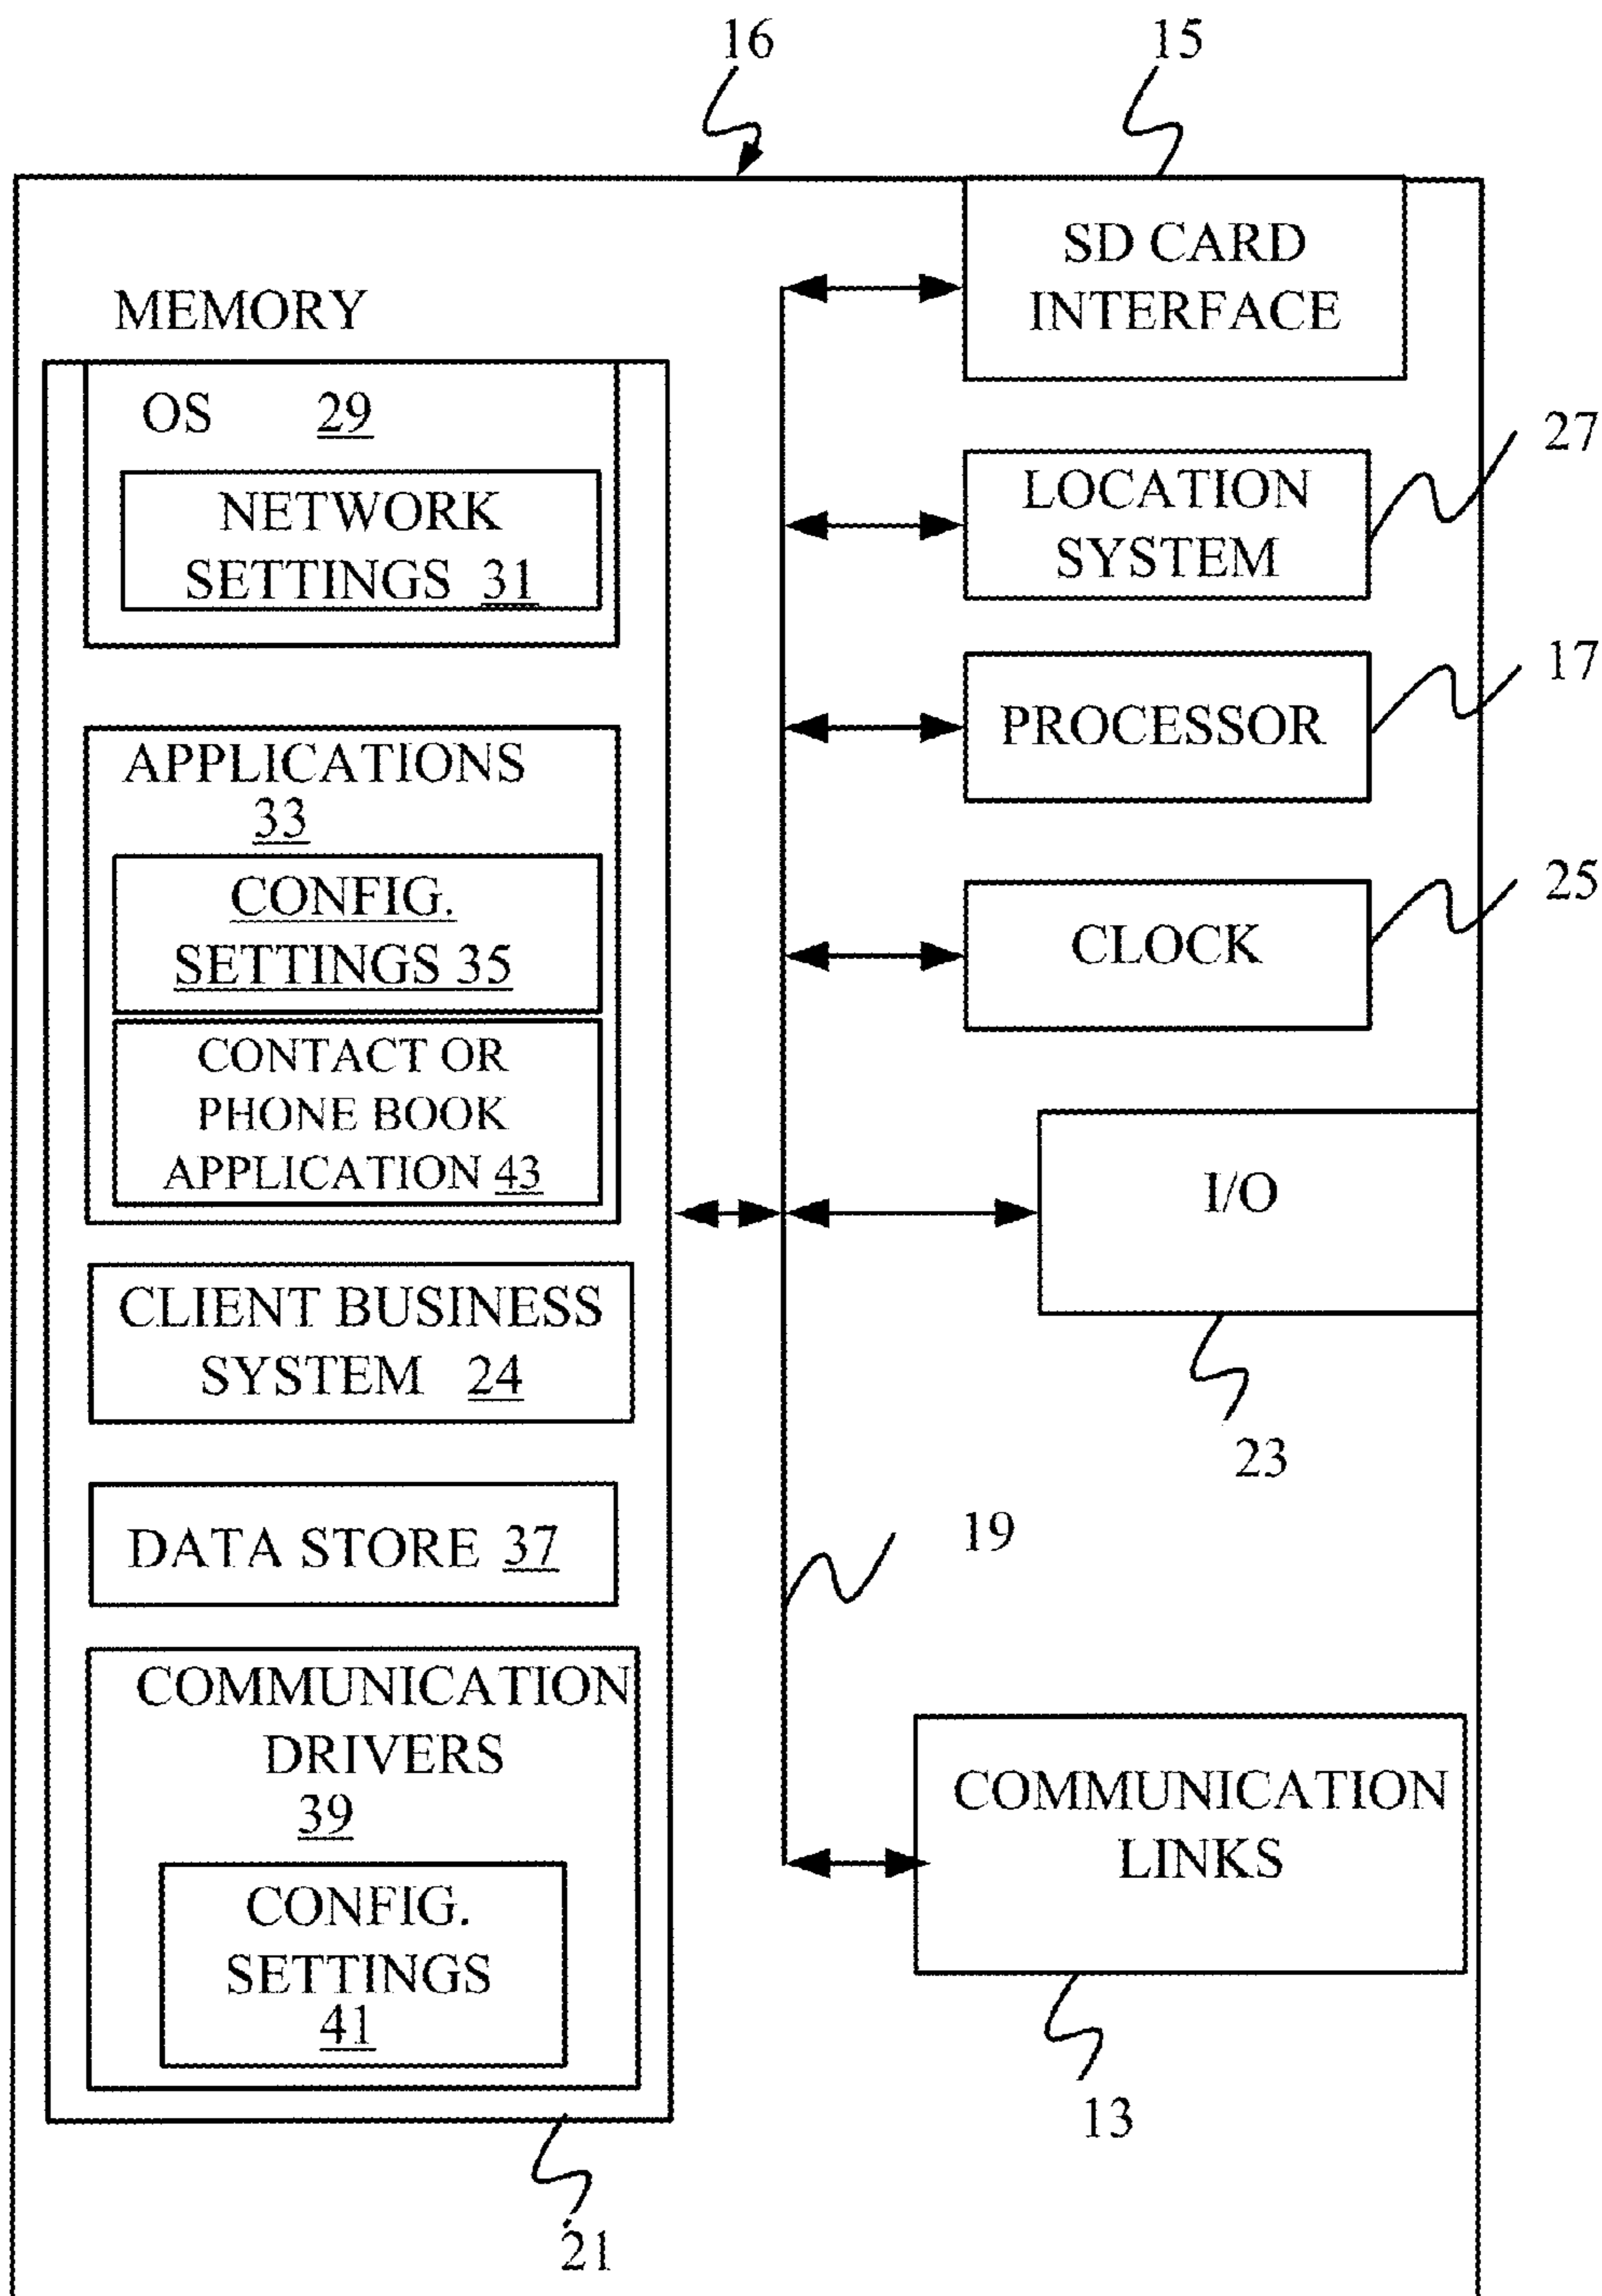 16
15
SD CARD
INTERFACE
MEMORY
OS 29
NETWORK
SETTINGS 31
27
LOCATION
SYSTEM
17
PROCESSOR
APPLICATIONS
33
CONFIG.
SETTINGS 35
CONTACT OR
PHONE BOOK
APPLICATION 43
25
CLOCK
I/O
23
CLIENT BUSINESS
SYSTEM 24
DATA STORE 37
19
COMMUNICATION
DRIVERS
39
CONFIG.
SETTINGS
41
COMMUNICATION
LINKS
13
21